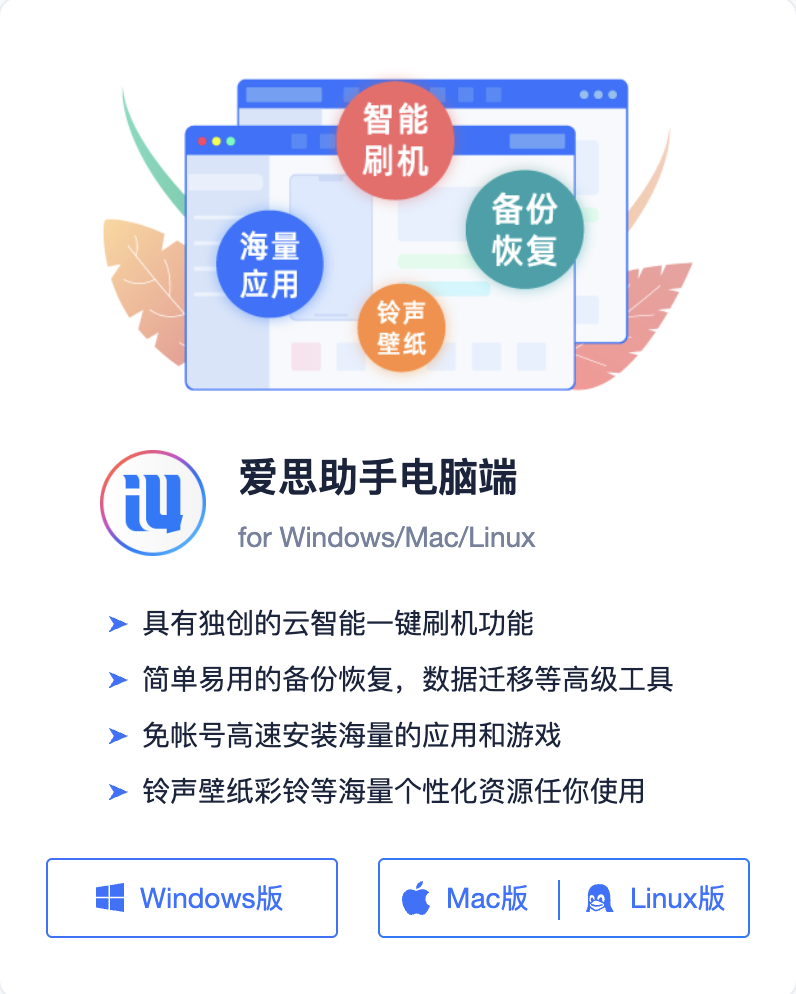 智能
刷机
备份
恢复
海量
应用
铃声
壁纸
爱思助手电脑端
for Windows/Mac/Linux
具有独创的云智能一键刷机功能
简单易用的备份恢复，数据迁移等高级工具
免帐号高速安装海量的应用和游戏
铃声壁纸彩铃等海量个性化资源任你使用
Windows版
Mac版
Linux版